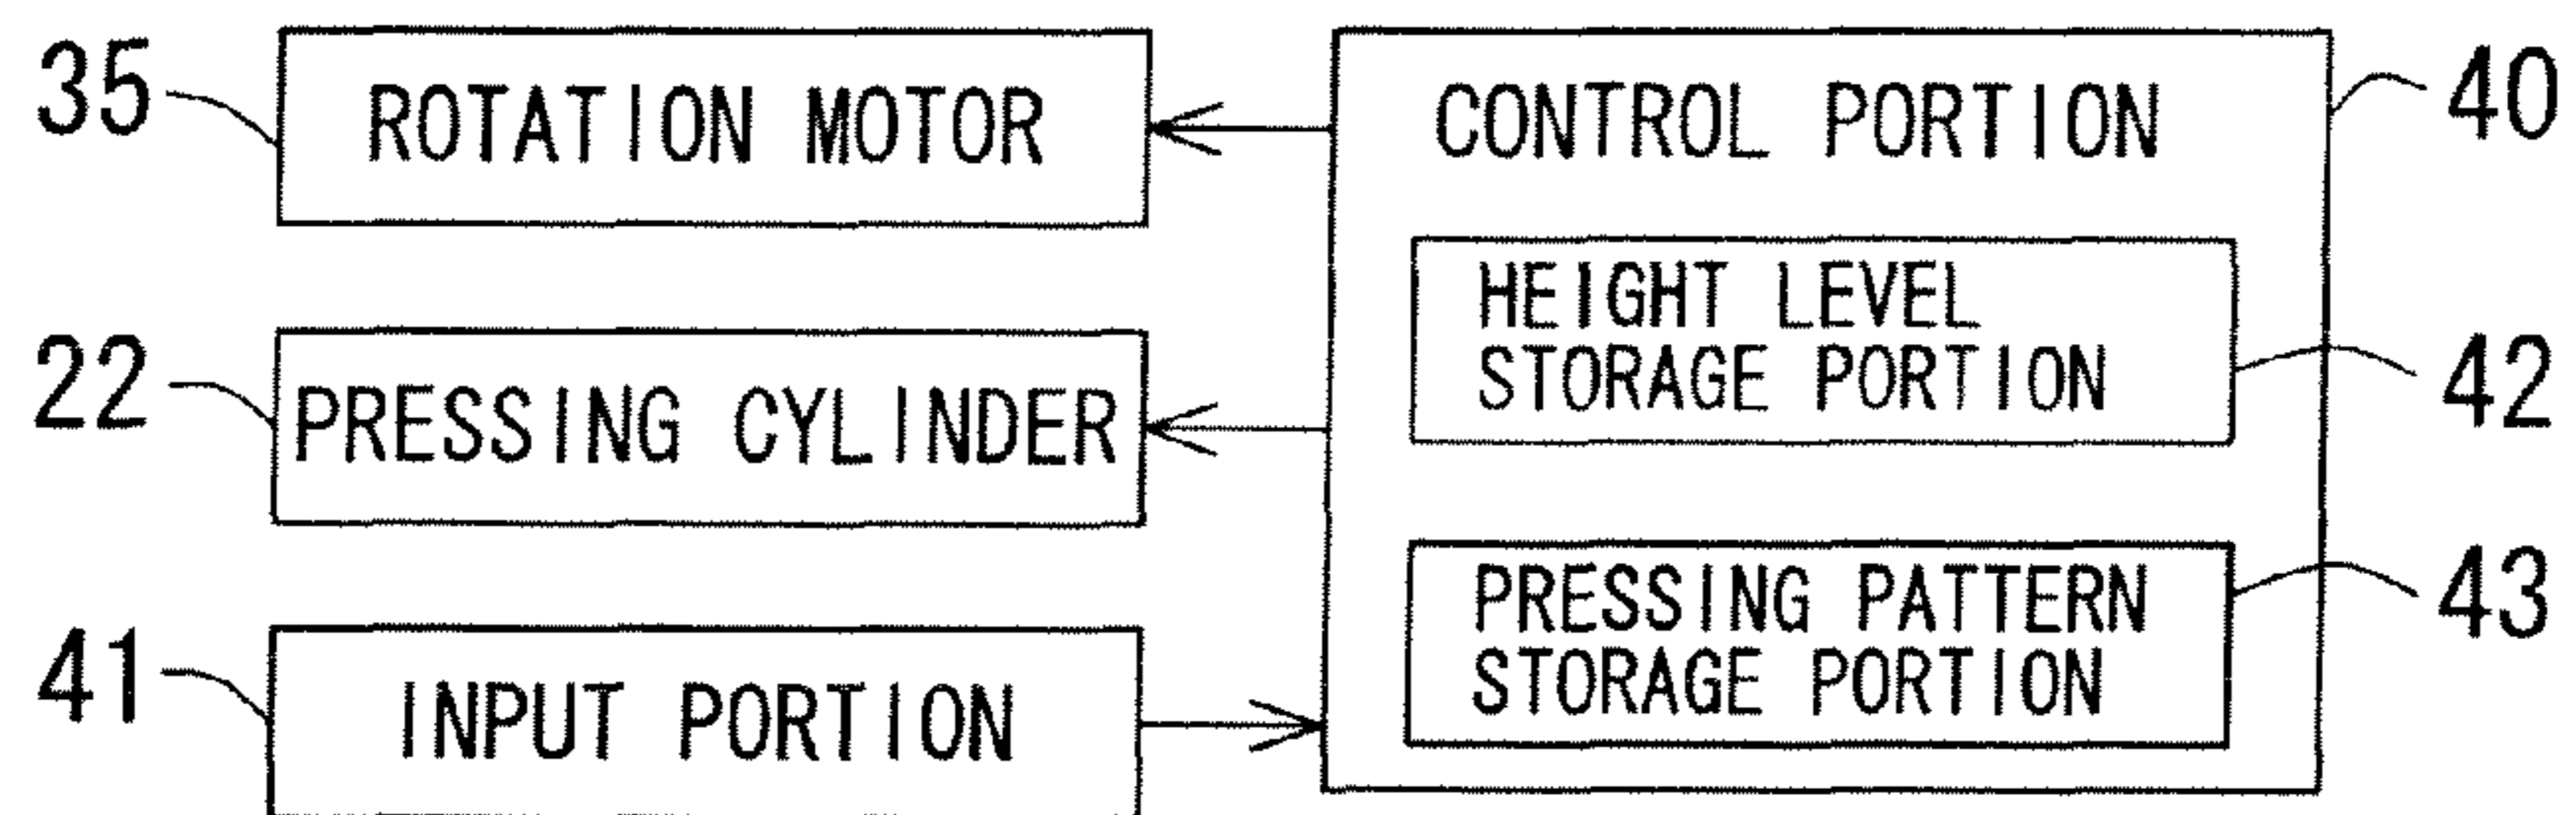 35
ROTATION MOTOR
CONTROL PORTION
40
HEIGHT LEVEL
STORAGE PORTION
42
22
PRESSING CYLINDER
PRESSING PATTERN
STORAGE PORTION
43
41
INPUT PORTION